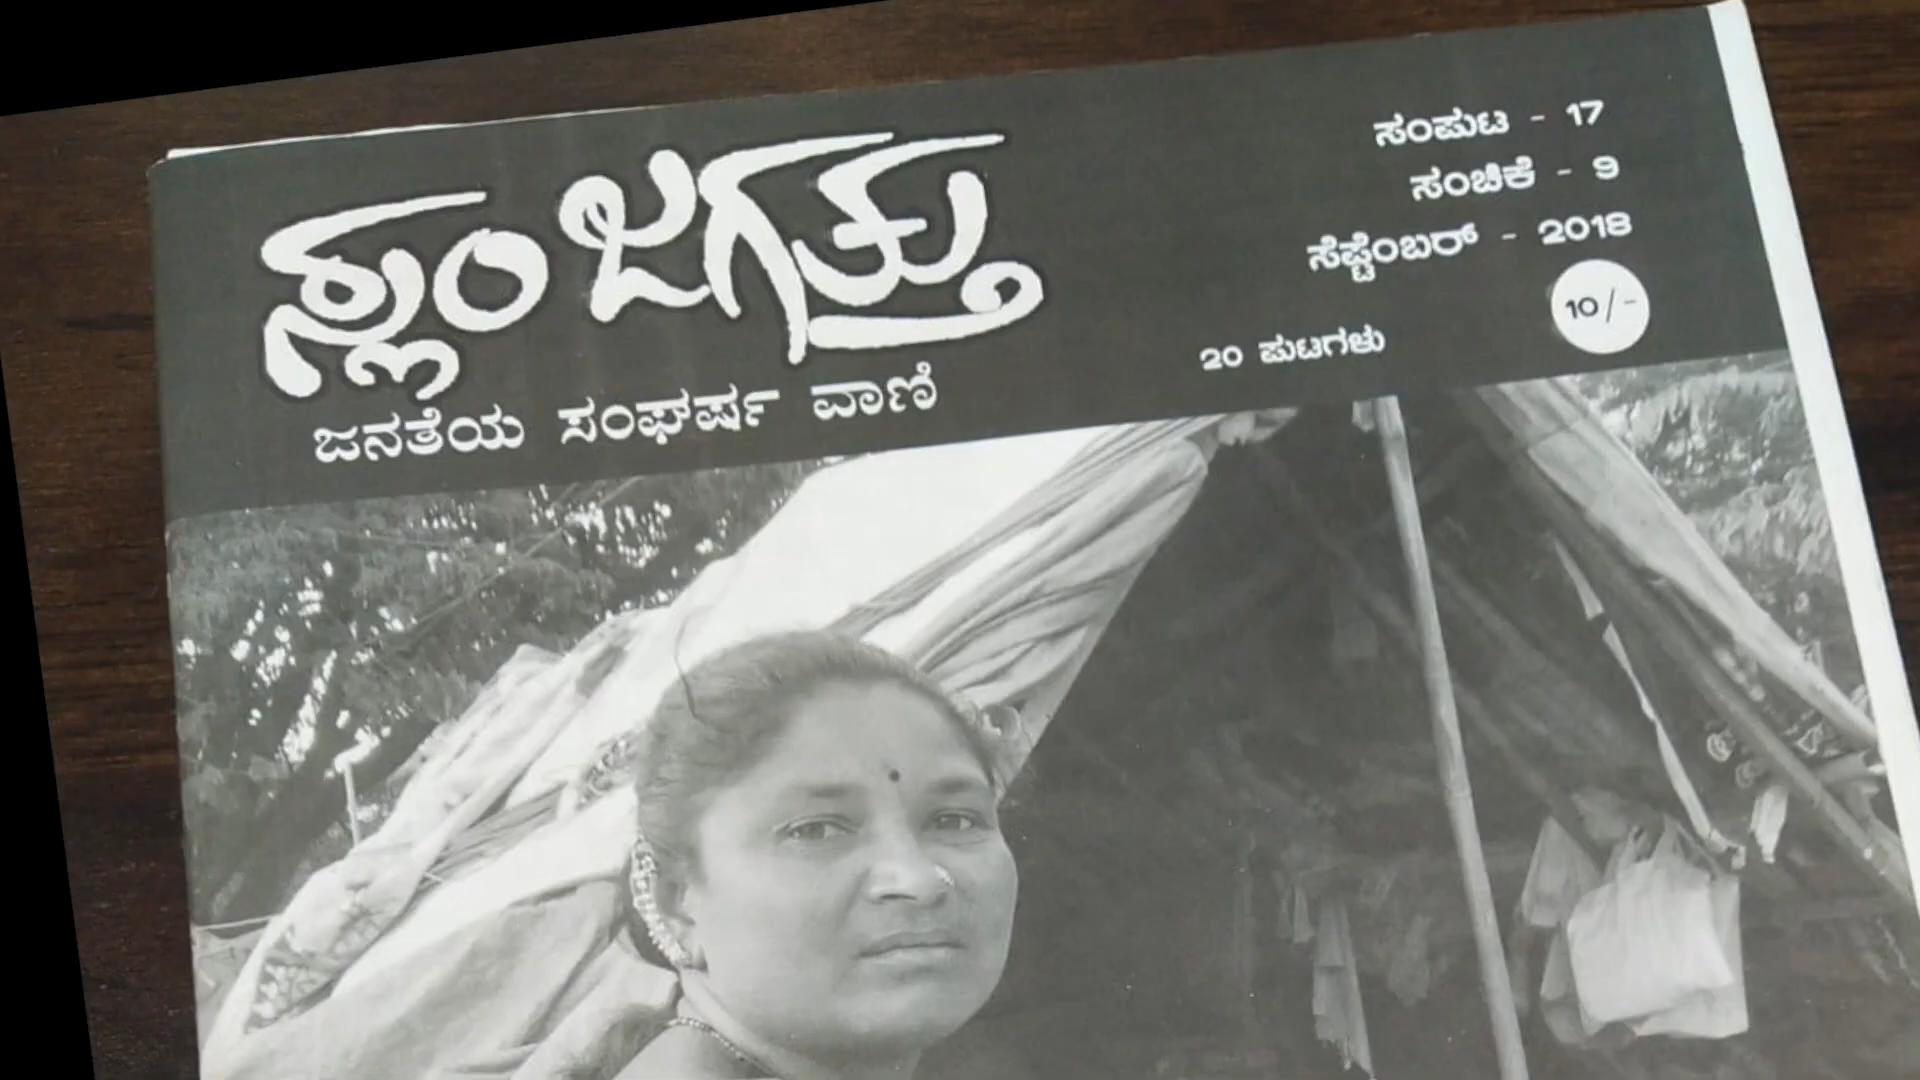 ಸ್ಲಂ ಜಗತ್ತು
ಜನತೆಯ ಸಂಘರ್ಷ ವಾಣಿ
ಸಂಪುಟ - 17
ಸಂಚಿಕೆ - 9
ಸೆಪ್ಟೆಂಬರ್ - 2018
10/-
20 ಪುಟಗಳು